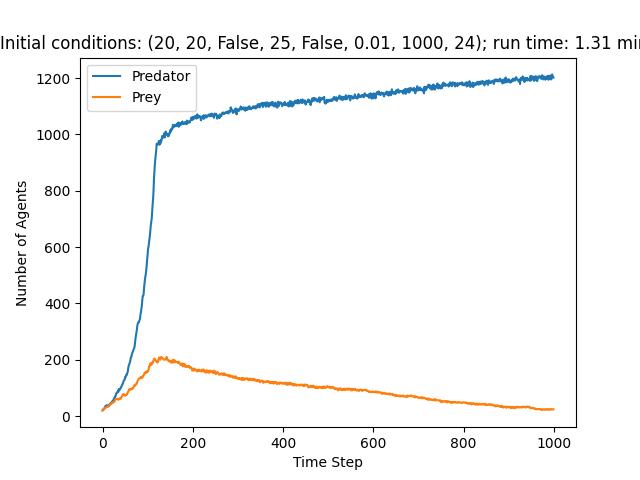 Initial conditions: (20, 20, False, 25, False, 0.01, 1000, 24); run time: 1.31
Predator
Prey
1200
1000
800
600
400
200
0
Number of Agents
0 200 400 600 800 1000
Time Step